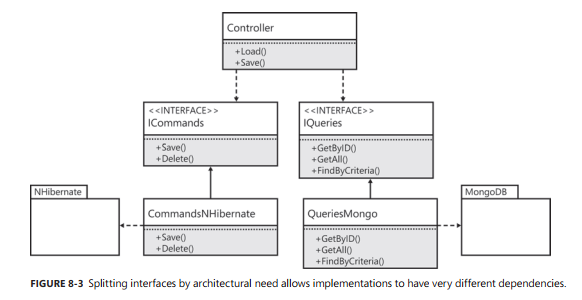 Controller
+Load()
+Save()
<<INTERFACE>>
ICommands
+Save()
+Delete()
<<INTERFACE>>
IQueries
+GetByID()
+GetAll()
+FindByCriteria()
NHibernate
CommandsNHibernate
+Save()
+Delete()
QueriesMongo
+GetByID()
+GetAll()
+FindByCriteria()
MongoDB
FIGURE 8-3 Splitting interfaces by architectural need allows implementations to have very different dependencies.